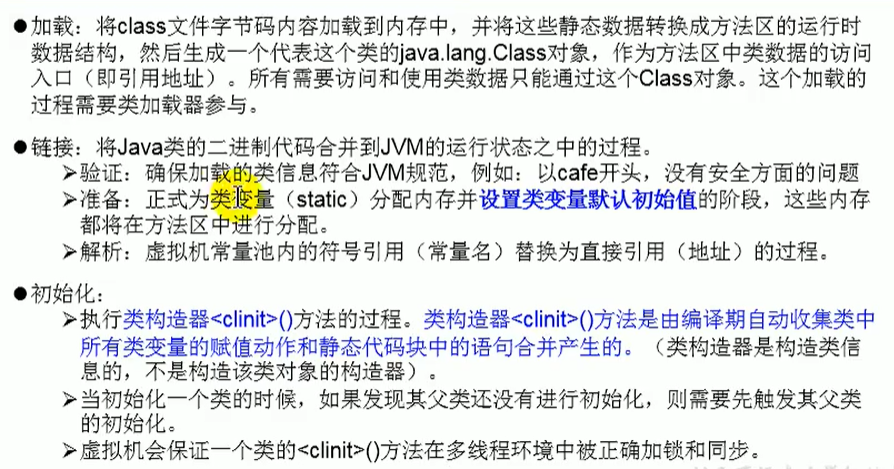 ●加载：将class文件字节码内容加载到内存中，并将这些静态数据转换成方法区的运行时
数据结构，然后生成一个代表这个类的java.lang.Class对象，作为方法区中类数据的访问
入口（即引用地址）。所有需要访问和使用类数据只能通过这个Class对象。这个加载的
过程需要类加载器参与。
●链接：将Java类的二进制代码合并到JVM的运行状态之中的过程。
➢验证：确保加载的类信息符合JVM规范，例如：以cafe开头，没有安全方面的问题
➢准备：正式为类变量（static）分配内存并设置类变量默认初始值的阶段，这些内存
都将在方法区中进行分配。
➢解析：虚拟机常量池内的符号引用（常量名）替换为直接引用（地址）的过程。
●初始化：
➢执行类构造器<clinit>()方法的过程。类构造器<clinit>()方法是由编译期自动收集类中
所有类变量的赋值动作和静态代码块中的语句合并产生的。（类构造器是构造类信
息的，不是构造该类对象的构造器）。
➢当初始化一个类的时候，如果发现其父类还没有进行初始化，则需要先触发其父类
的初始化。
➢虚拟机会保证一个类的<clinit>()方法在多线程环境中被正确加锁和同步。